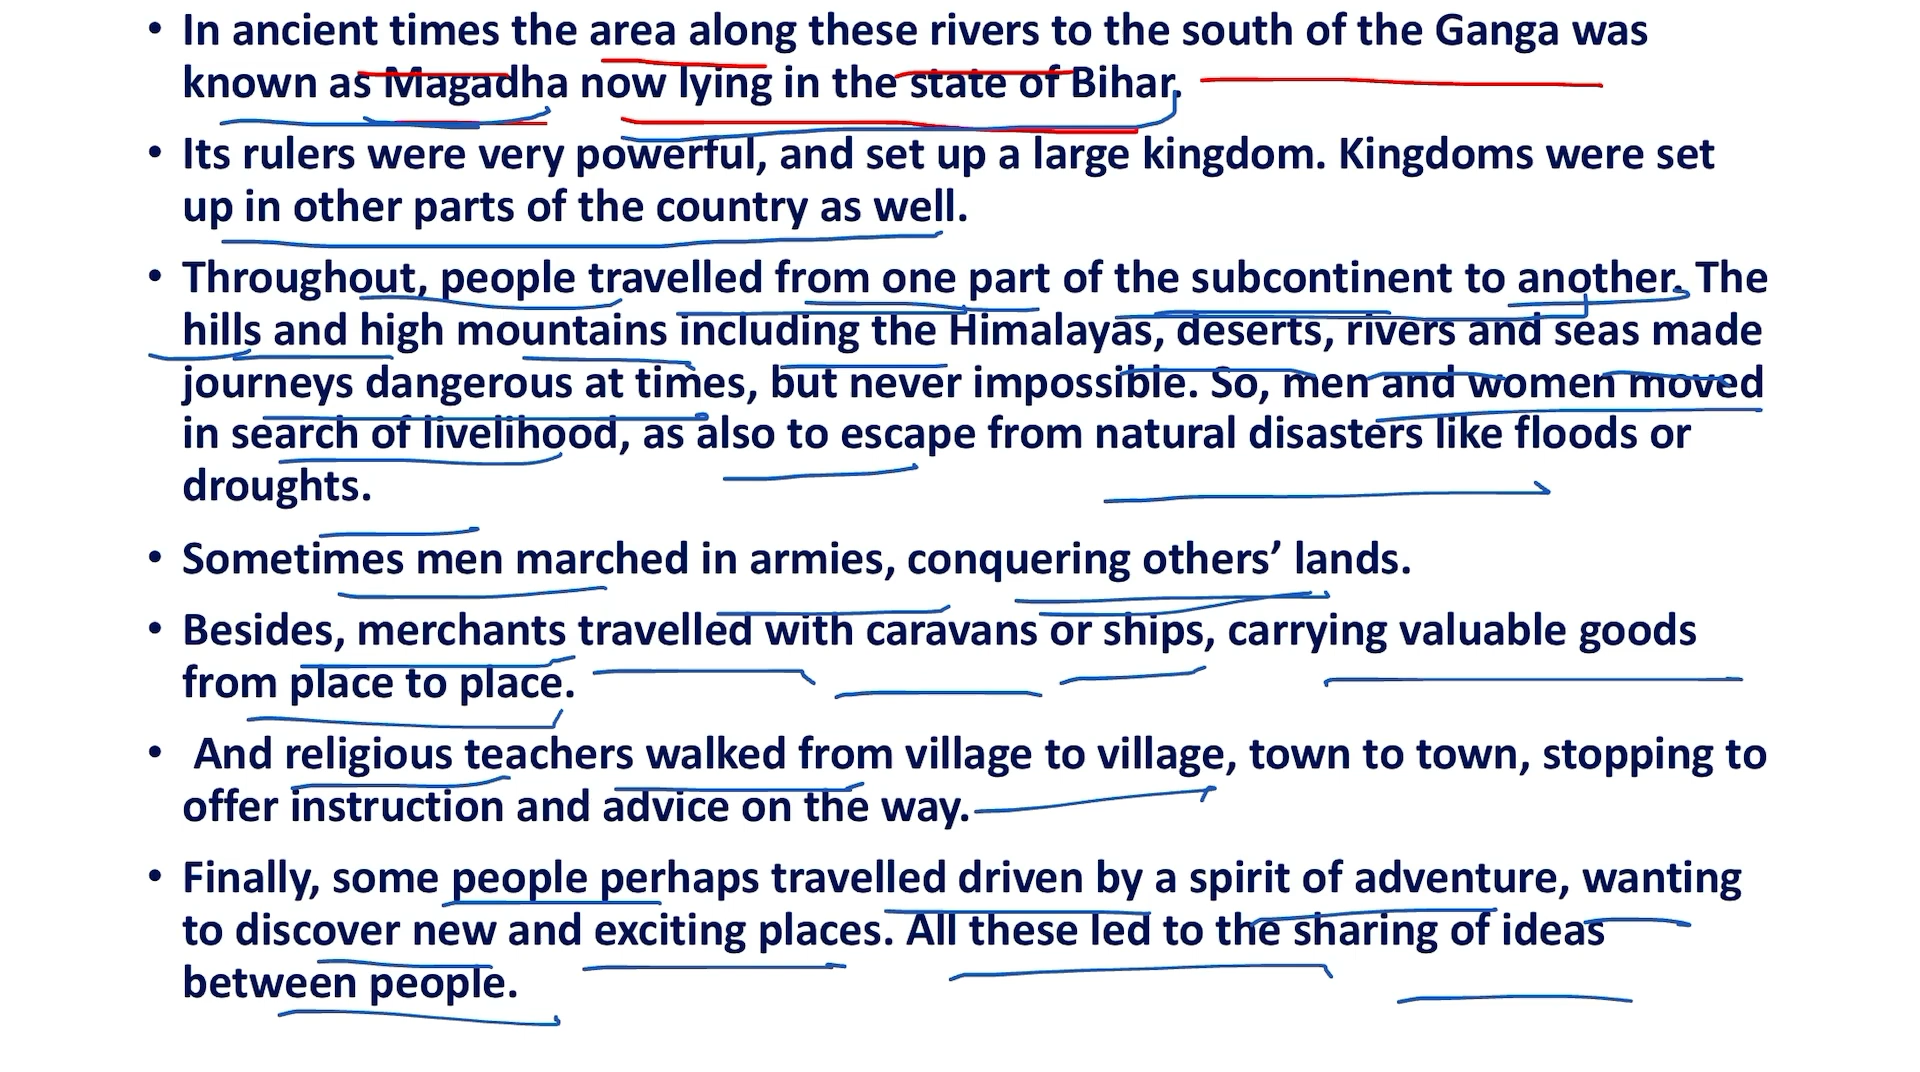 • In ancient times the area along these rivers to the south of the Ganga was
known as Magadha now lying in the state of Bihar.
• Its rulers were very powerful, and set up a large kingdom. Kingdoms were set
up in other parts of the country as well.
• Throughout, people travelled from one part of the subcontinent to another. The
hills and high mountains including the Himalayas, deserts, rivers and seas made
journeys dangerous at times, but never impossible. So, men and women moved
in search of livelihood, as also to escape from natural disasters like floods or
droughts.
• Sometimes men marched in armies, conquering others’ lands.
• Besides, merchants travelled with caravans or ships, carrying valuable goods
from place to place.
• And religious teachers walked from village to village, town to town, stopping to
offer instruction and advice on the way.
• Finally, some people perhaps travelled driven by a spirit of adventure, wanting
to discover new and exciting places. All these led to the sharing of ideas
between people.